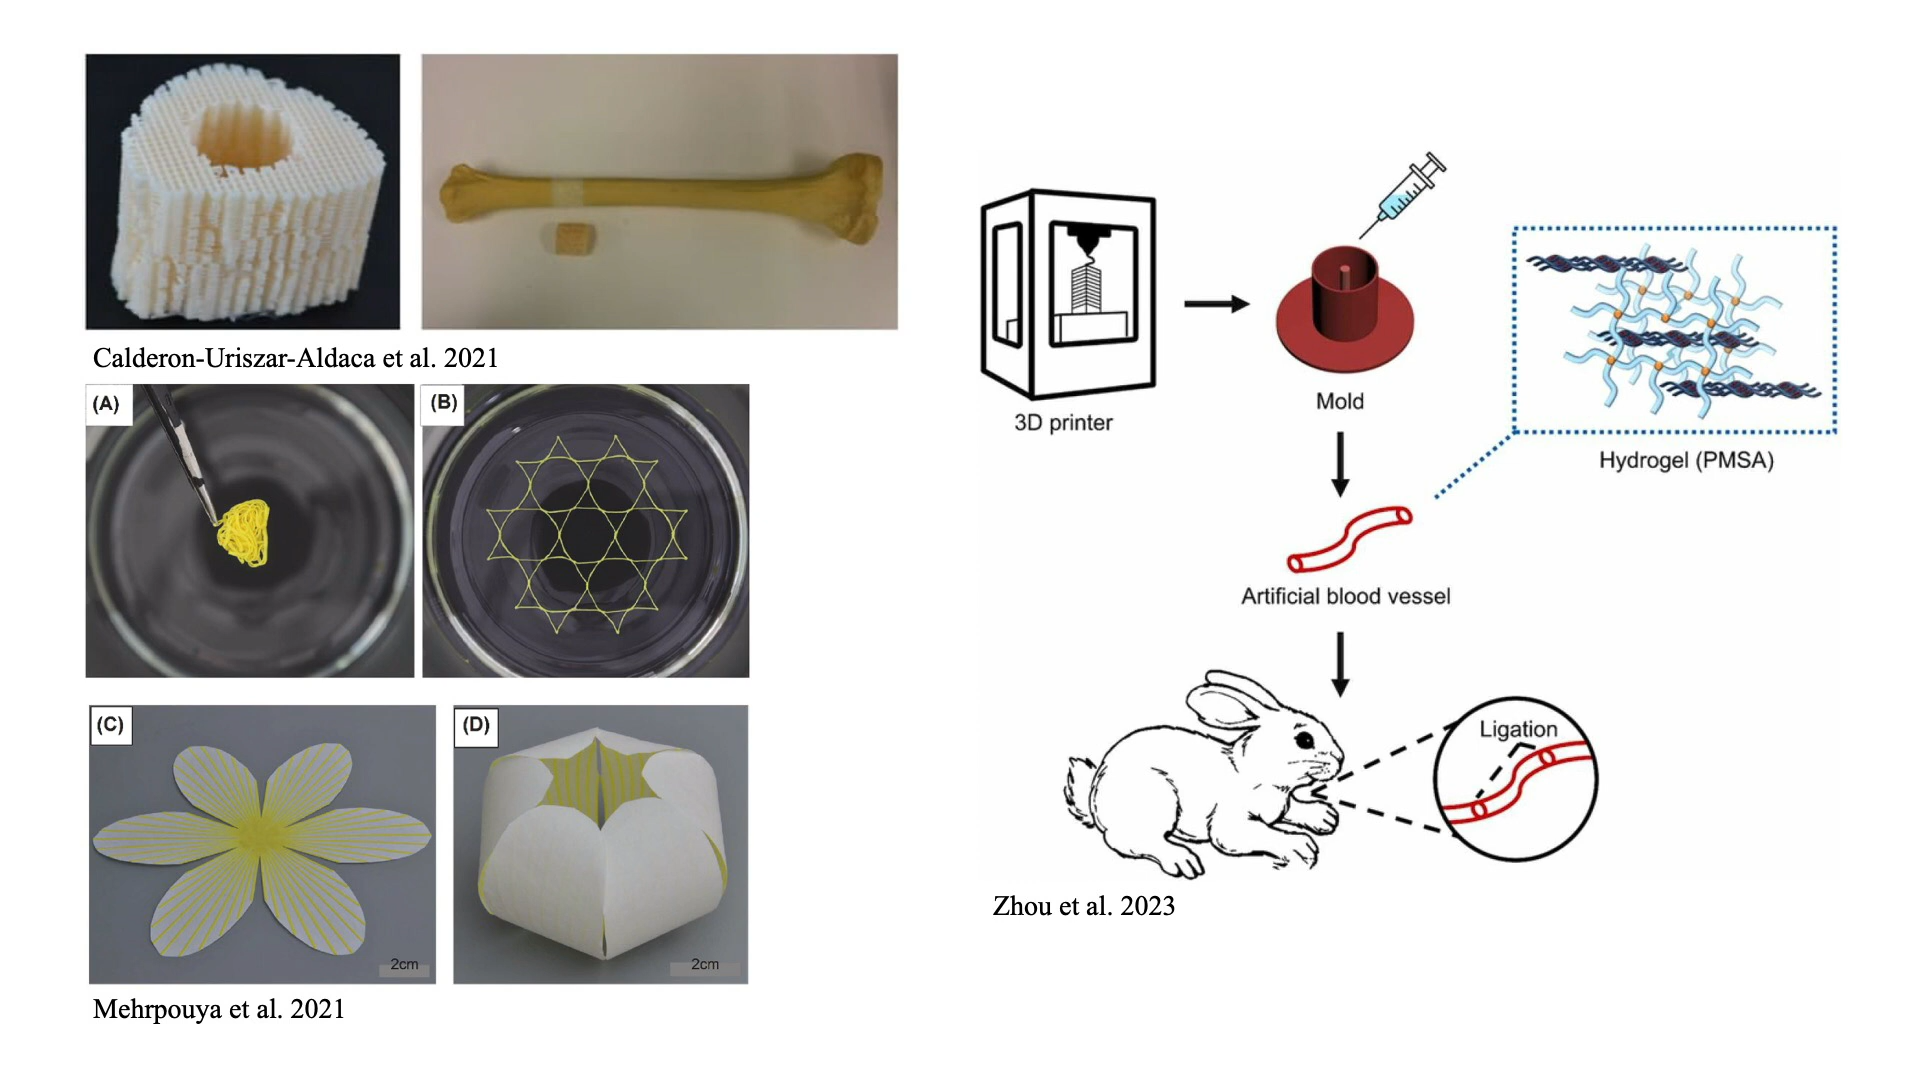 Calderon-Uriszar-Aldaca et al. 2021
(A)
(B)
(C)
2cm
(D)
2cm
Mehrpouya et al. 2021
3D printer
Mold
Hydrogel (PMSA)
Artificial blood vessel
Ligation
Zhou et al. 2023